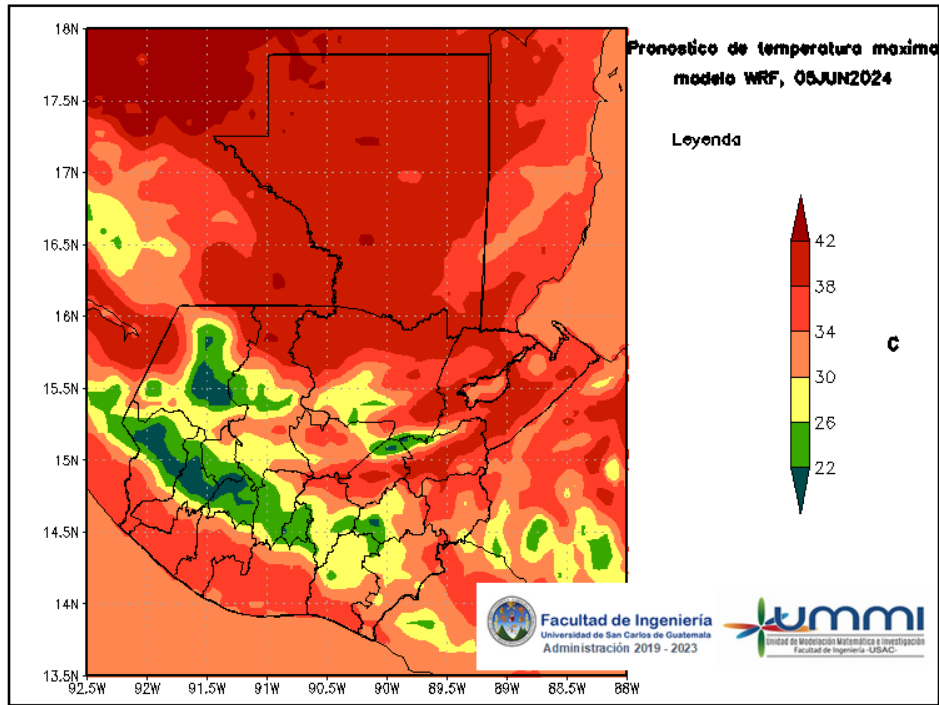 Pronostico de temperatura maxima
modelo WRF, 05JUN2024
Leyenda
42
38
34
30
26
22
C
18N
17.5N
17N
16.5N
16N
15.5N
15N
14.5N
14N
13.5N
92.5W
92W
91.5W
91W
90.5W
90W
89.5W
89W
88.5W
88W
Facultad de Ingeniería
Universidad de San Carlos de Guatemala
Administración 2019 - 2023
ummi
Unidad de Modelación Matemática e Investigación
Facultad de Ingeniería -USAC-